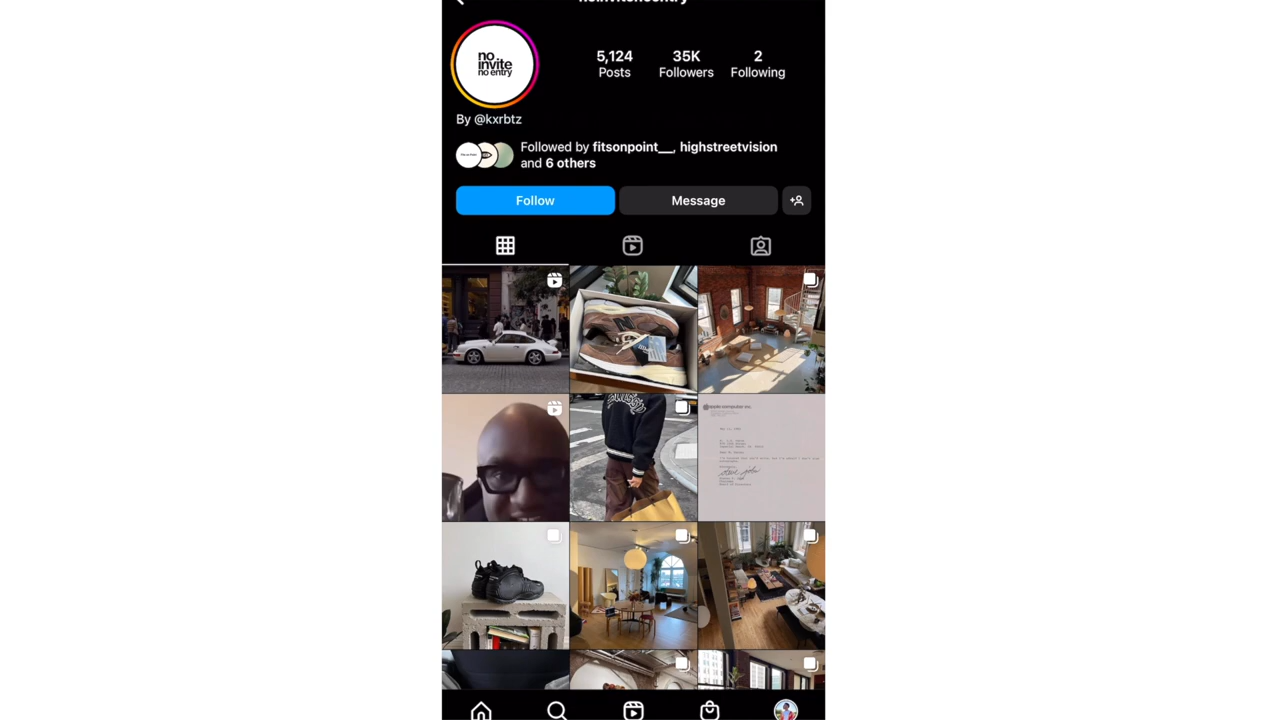 noinvitenoentry
no
invite
no entry
5,124
Posts
35K
Followers
2
Following
By @kxrbtz
Followed by fitsonpoint__, highstreetvision
and 6 others
Follow
Message